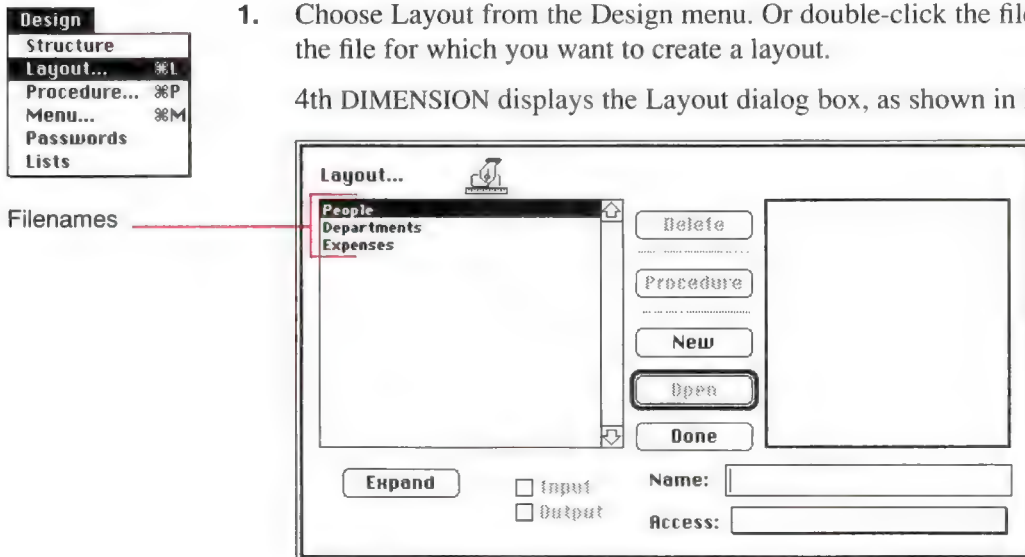 Design
Structure
Layout... ⌘L
Procedure... ⌘P
Menu... ⌘M
Passwords
Lists
Filenames
1. Choose Layout from the Design menu. Or double-click the
the file for which you want to create a layout.
4th DIMENSION displays the Layout dialog box, as shown in
Layout...
People
Departments
Expenses
Delete
Procedure
New
Open
Done
Expand
Input
Output
Name:
Access: